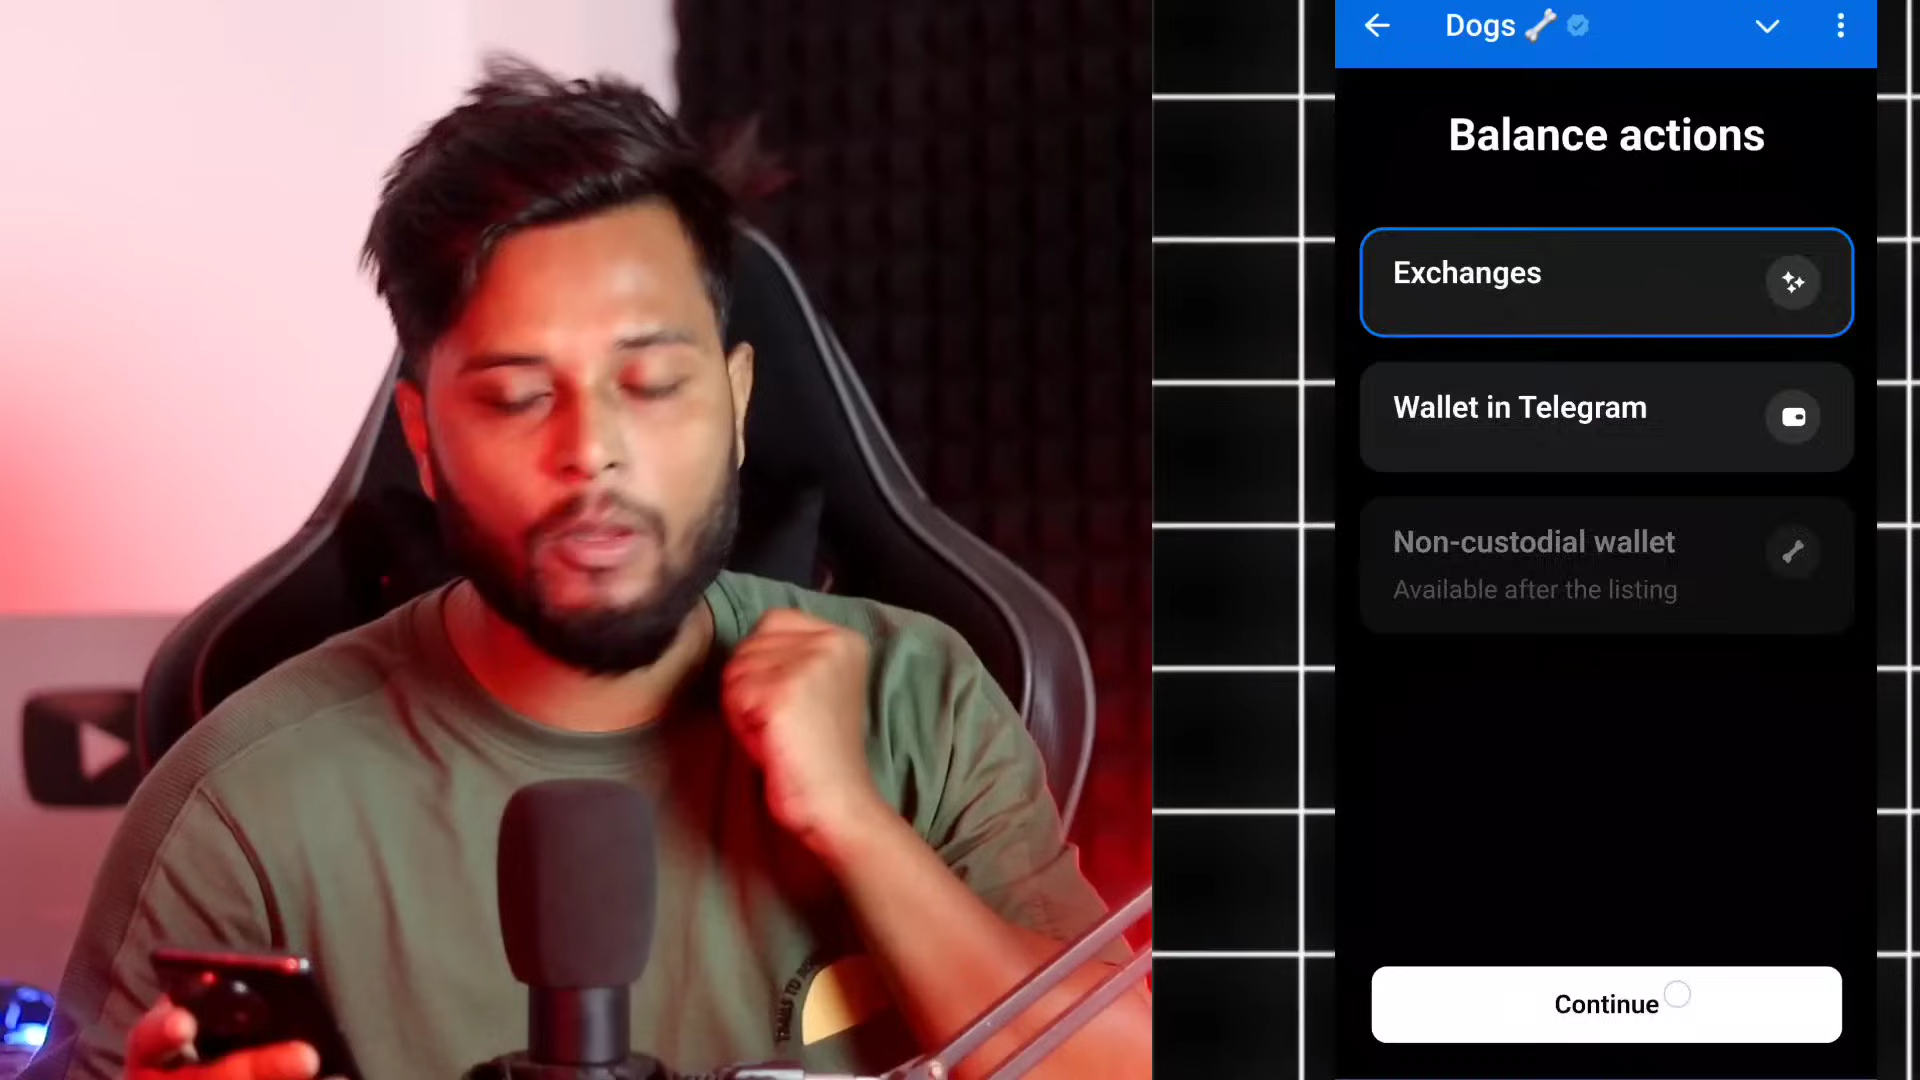 Dogs
Balance actions
Exchanges
Wallet in Telegram
Non-custodial wallet
Available after the listing
Continue